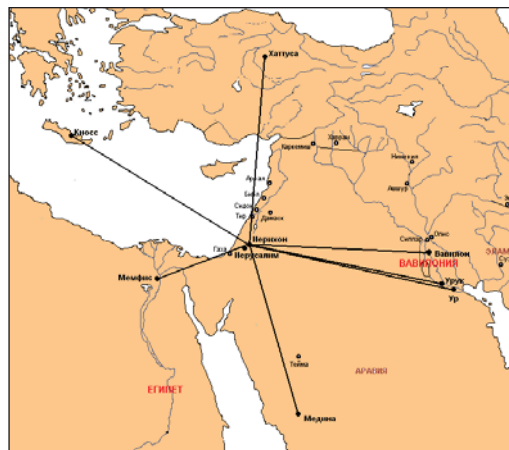 Хаттуса
Кносс
Каркемиш
Харран
Ниневия
Ашшур
Арвад
Библ
Сидон
Тир
Дамаск
Иерихон
Газа
Иерусалим
Мемфис
Опис
Сиппар
Вавилон
ВАВИЛОНИЯ
ЭЛАМ
Урук
Ур
Тейма
АРАВИЯ
ЕГИПЕТ
Медина